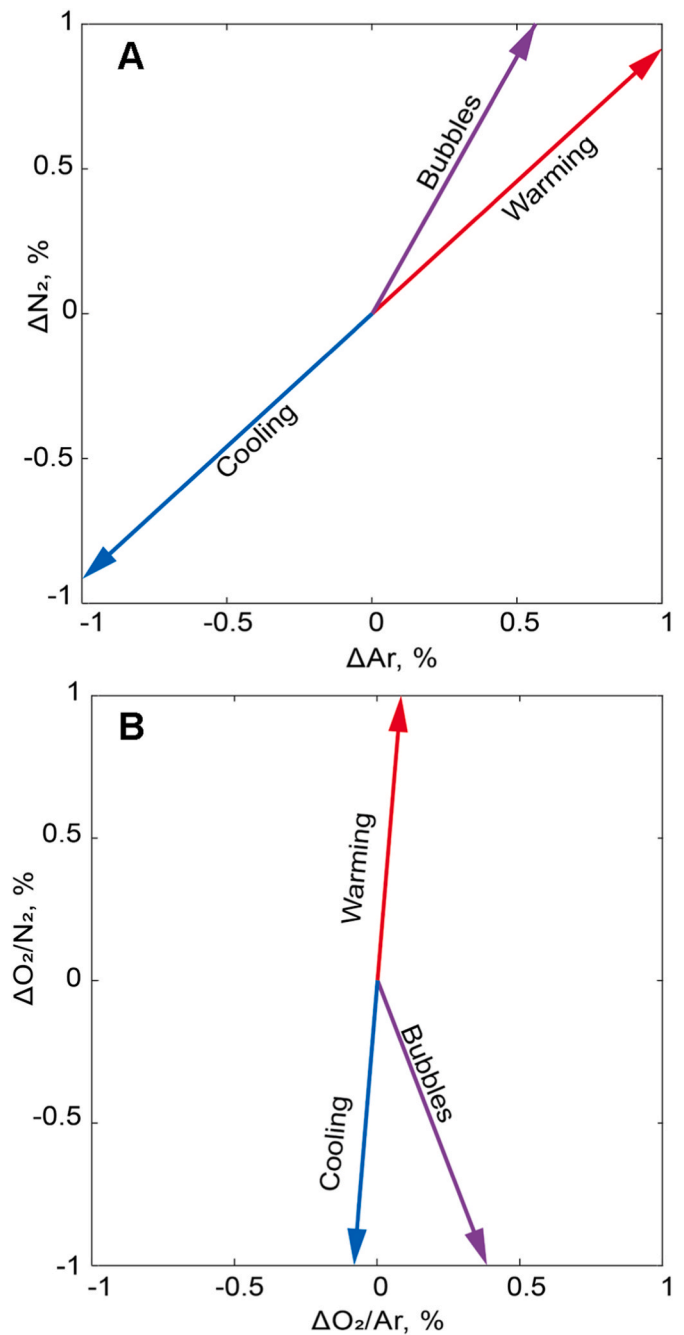 1
A
Bubbles
Warming
0.5
ΔN₂, %
0
Cooling
-0.5
-1
-1 -0.5 0 0.5 1
ΔAr, %
1
B
Warming
0.5
ΔO₂/N₂, %
0
Bubbles
Cooling
-0.5
-1
-1 -0.5 0 0.5 1
ΔO₂/Ar, %